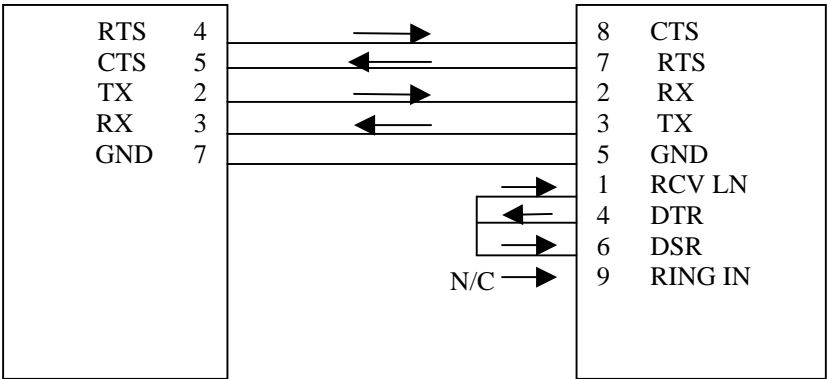 RTS 4 8 CTS
CTS 5 7 RTS
TX 2 2 RX
RX 3 3 TX
GND 7 5 GND
1 RCV LN
4 DTR
6 DSR
N/C 9 RING IN